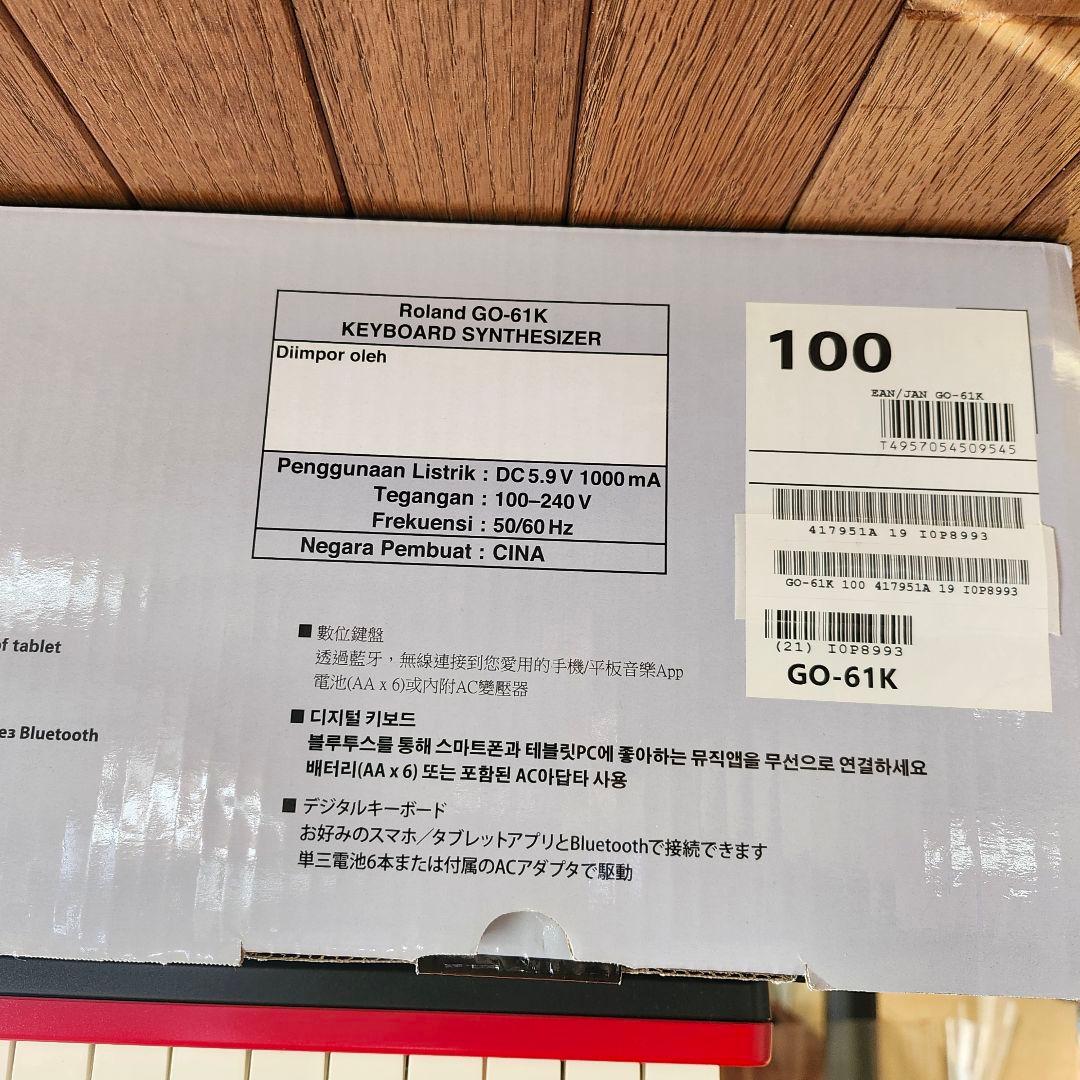 Roland GO-61K
KEYBOARD SYNTHESIZER
Diimpor oleh
Penggunaan Listrik : DC 5.9 V 1000 mA
Tegangan : 100–240 V
Frekuensi : 50/60 Hz
Negara Pembuat : CINA
100
EAN/JAN GO-61K
T4957054509545
417951A 19 I0P8993
GO-61K 100 417951A 19 I0P8993
(21) I0P8993
GO-61K
of tablet
ез Bluetooth
■ 數位鍵盤
透過藍牙，無線連接到您愛用的手機/平板音樂App
電池(AA x 6)或內附AC變壓器
■ 디지털 키보드
블루투스를 통해 스마트폰과 테블릿PC에 좋아하는 뮤직앱을 무선으로 연결하세요
배터리(AA x 6) 또는 포함된 AC아답타 사용
■ デジタルキーボード
お好みのスマホ／タブレットアプリとBluetoothで接続できます
単三電池6本または付属のACアダプタで駆動